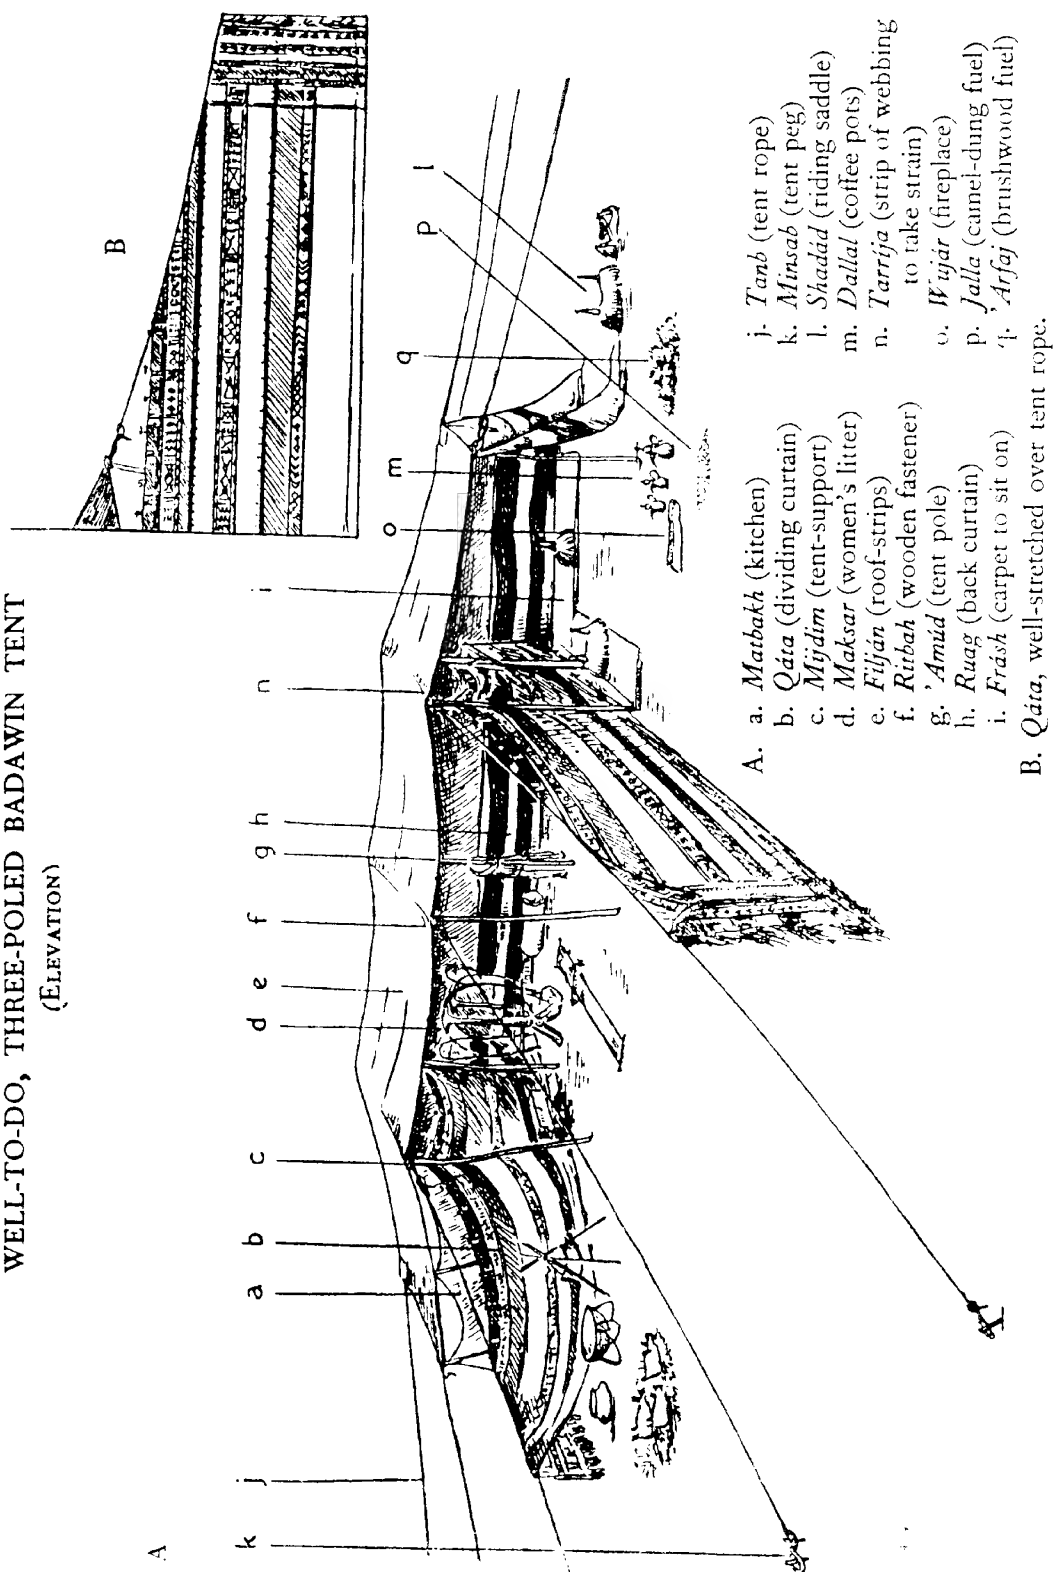 WELL-TO-DO, THREE-POLED BADAWIN TENT
(ELEVATION)
A
B
k
j
a
b
c
d
e
f
g
h
n
i
o
m
q
p
l
A. a. Matbakh (kitchen)
b. Qáta (dividing curtain)
c. Mijdim (tent-support)
d. Maksar (women's litter)
e. Filján (roof-strips)
f. Ritbah (wooden fastener)
g. 'Amúd (tent pole)
h. Ruag (back curtain)
i. Frásh (carpet to sit on)
j. Tanb (tent rope)
k. Minsab (tent peg)
l. Shadád (riding saddle)
m. Dallal (coffee pots)
n. Tarrija (strip of webbing
to take strain)
o. Wujár (fireplace)
p. Jalla (camel-dung fuel)
q. 'Arfaj (brushwood fuel)
B. Qáta, well-stretched over tent rope.